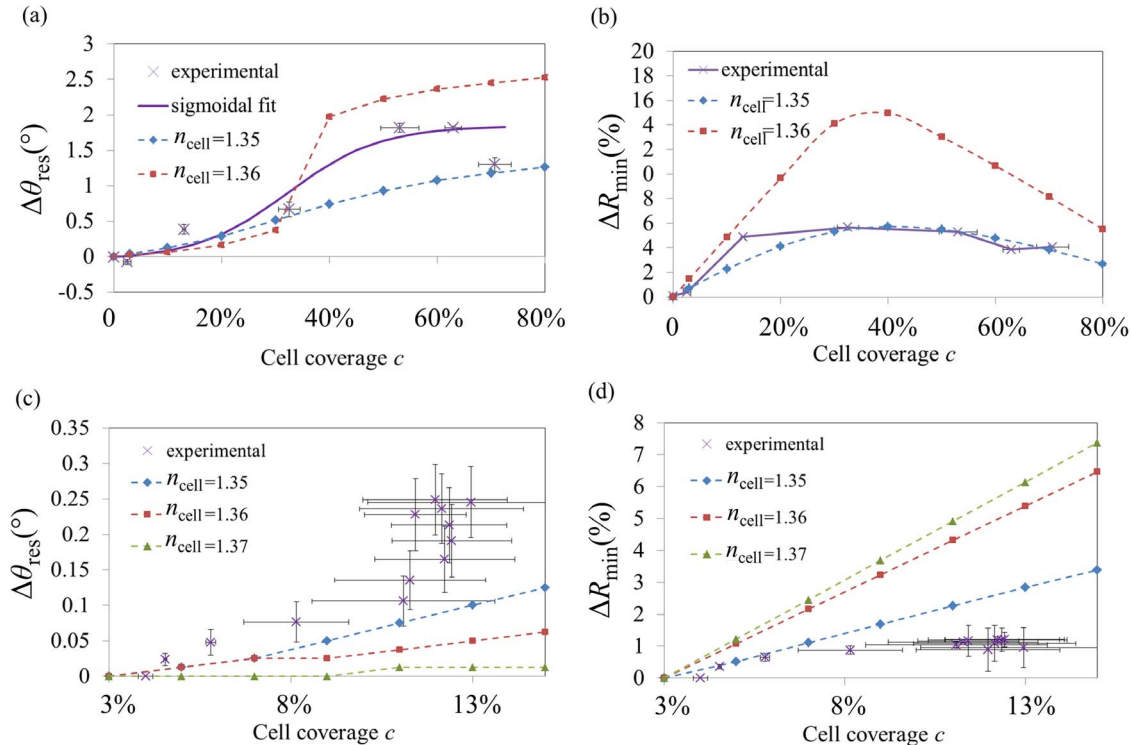 (a)
3
2.5
2
1.5
1
0.5
0
-0.5
Δθres(°)
experimental
sigmoidal fit
ncell=1.35
ncell=1.36
0 20% 40% 60% 80%
Cell coverage c
(b)
20
18
16
14
12
0
8
6
4
2
0
ΔRmin(%)
experimental
ncell=1.35
ncell=1.36
0 20% 40% 60% 80%
Cell coverage c
(c)
0.35
0.3
0.25
0.2
0.15
0.1
0.05
0
Δθres(°)
experimental
ncell=1.35
ncell=1.36
ncell=1.37
3% 8% 13%
Cell coverage c
(d)
8
7
6
5
4
3
2
1
0
ΔRmin(%)
experimental
ncell=1.35
ncell=1.36
ncell=1.37
3% 8% 13%
Cell coverage c